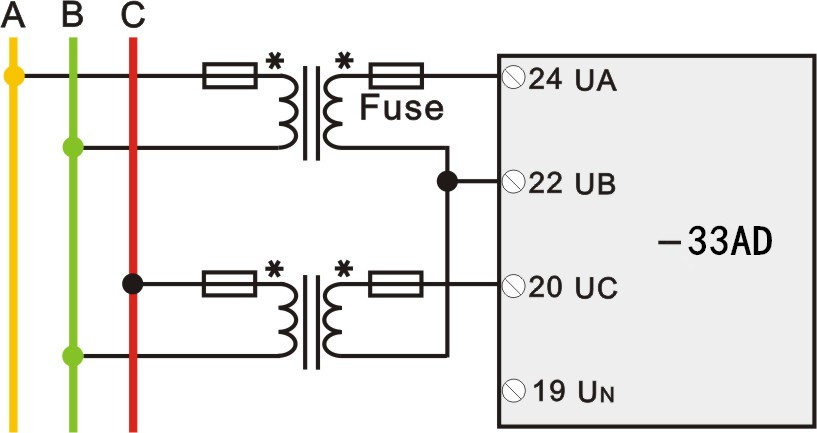 A B C
* *
24 UA
Fuse
22 UB
-33AD
* *
20 UC
19 UN